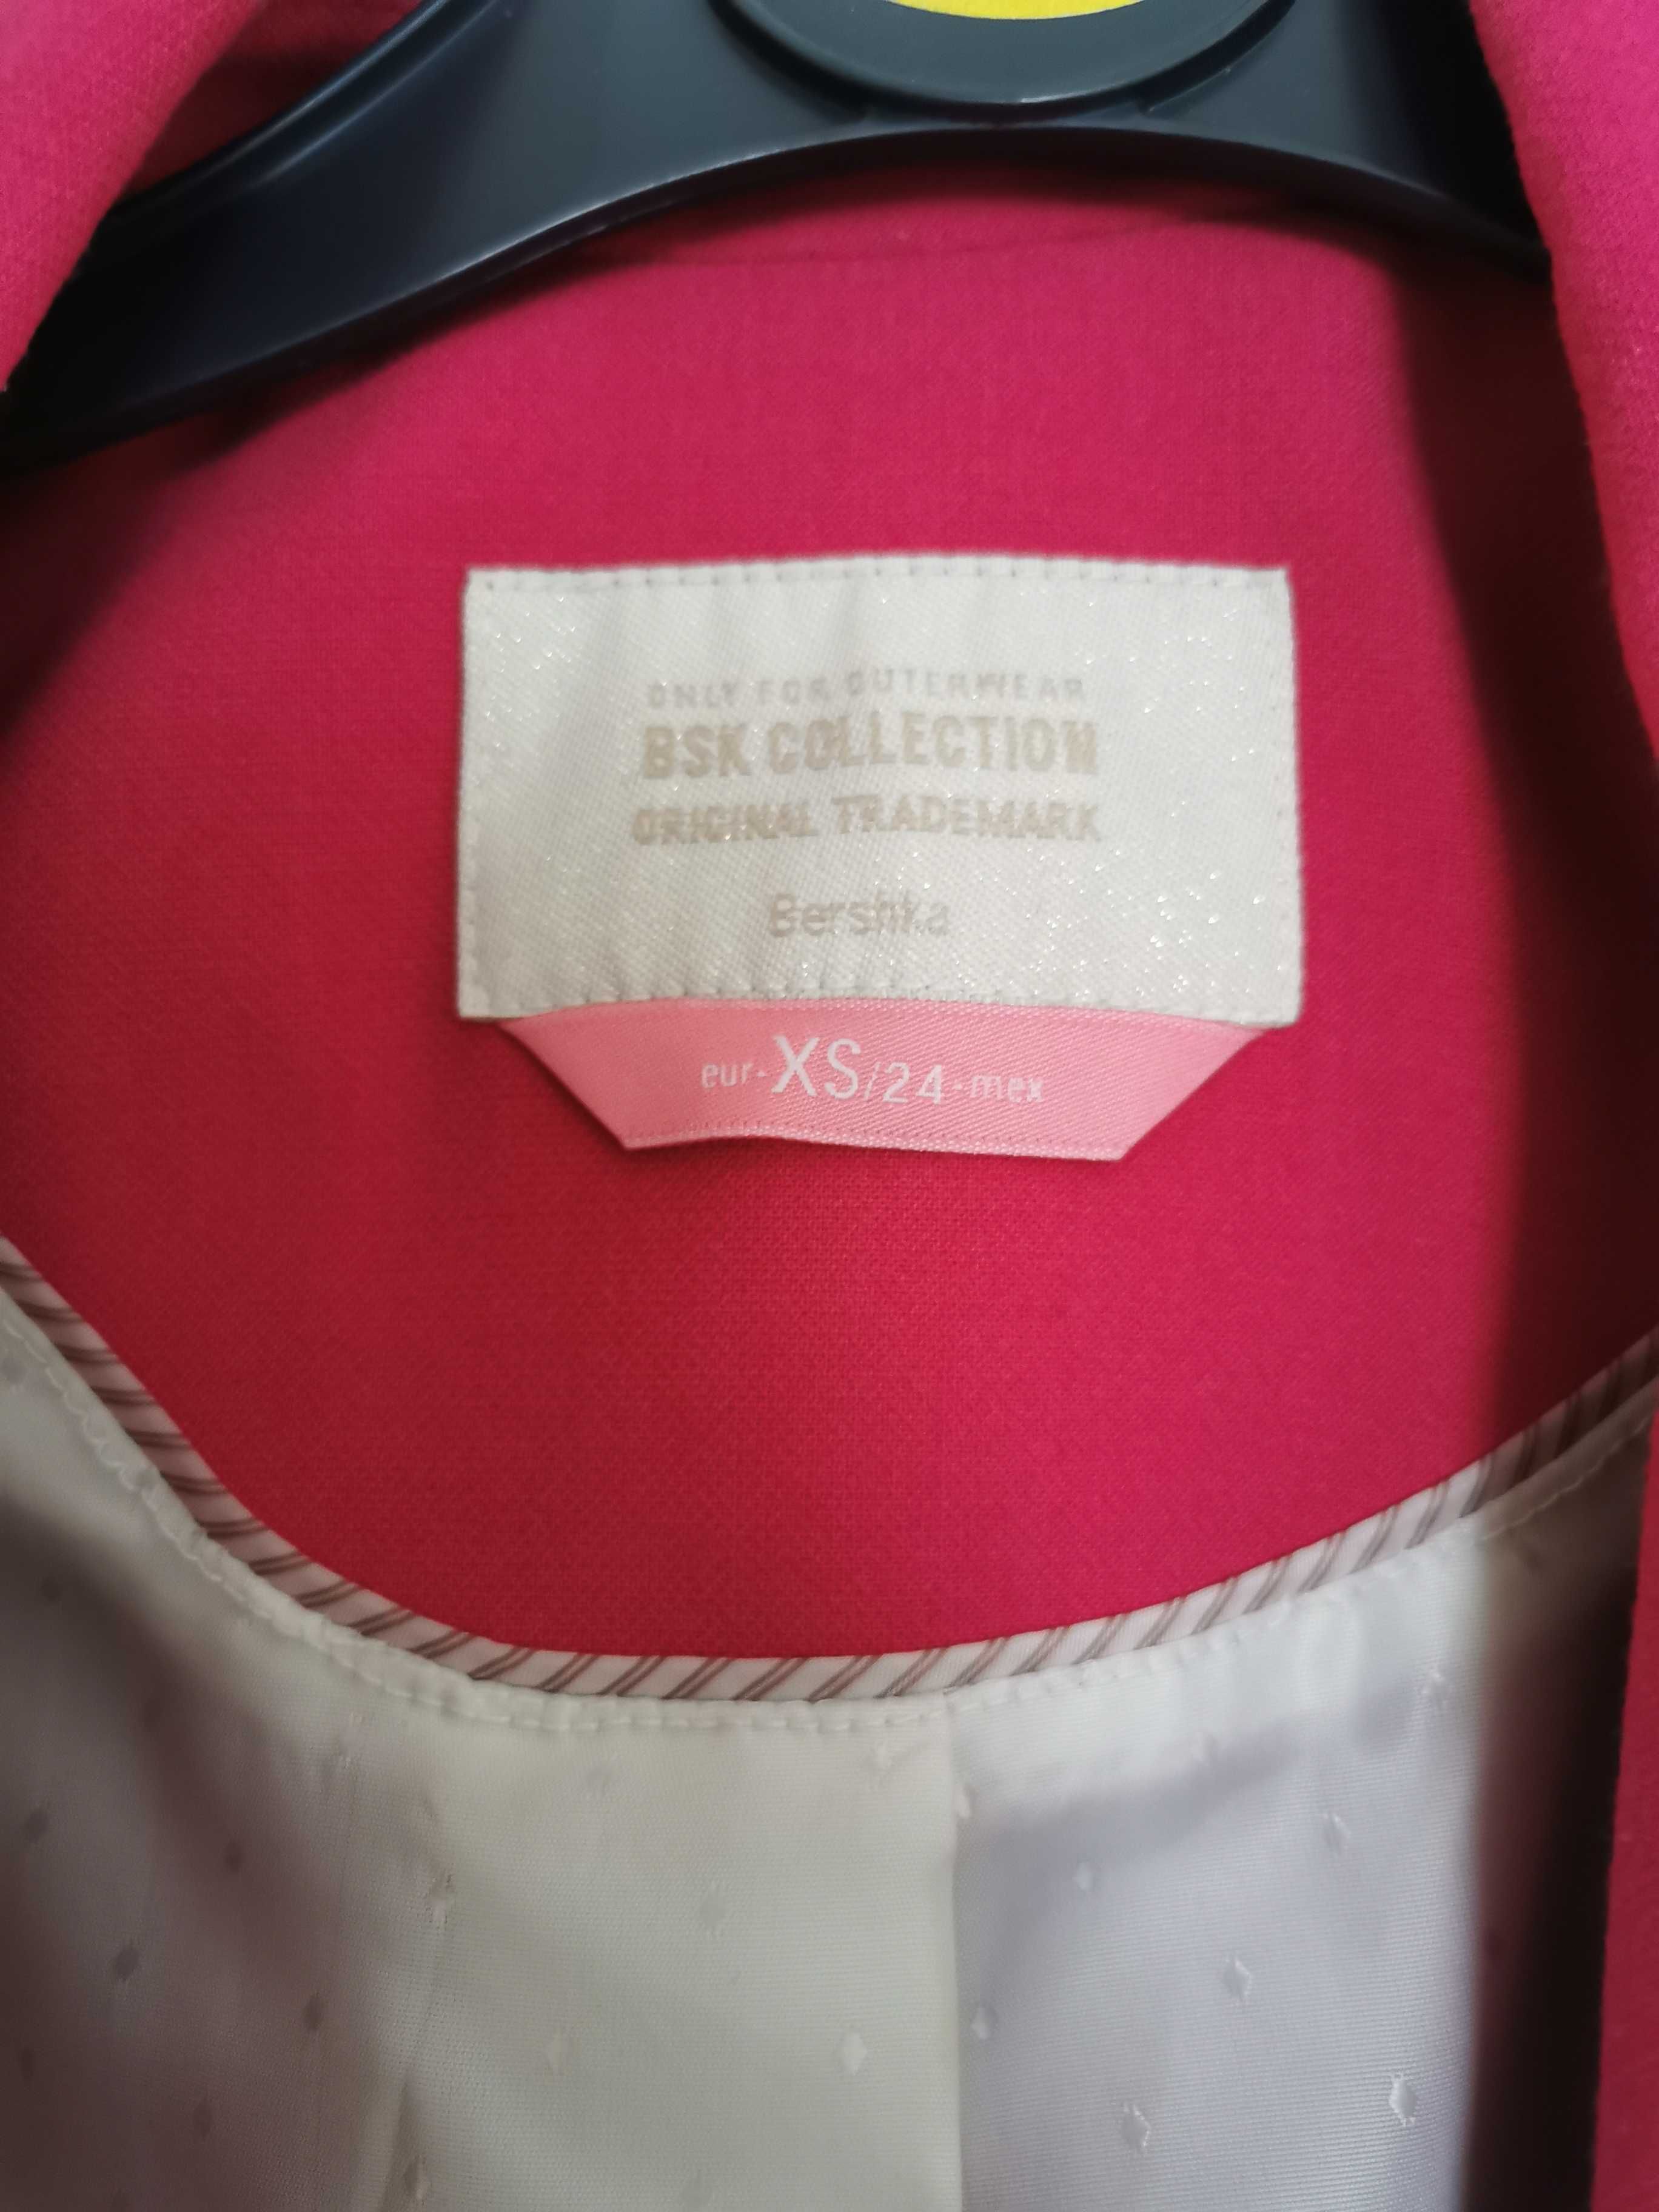 ONLY FOR OUTERWEAR
BSK COLLECTION
ORIGINAL TRADEMARK
Bershka
eur-XS/24-mex